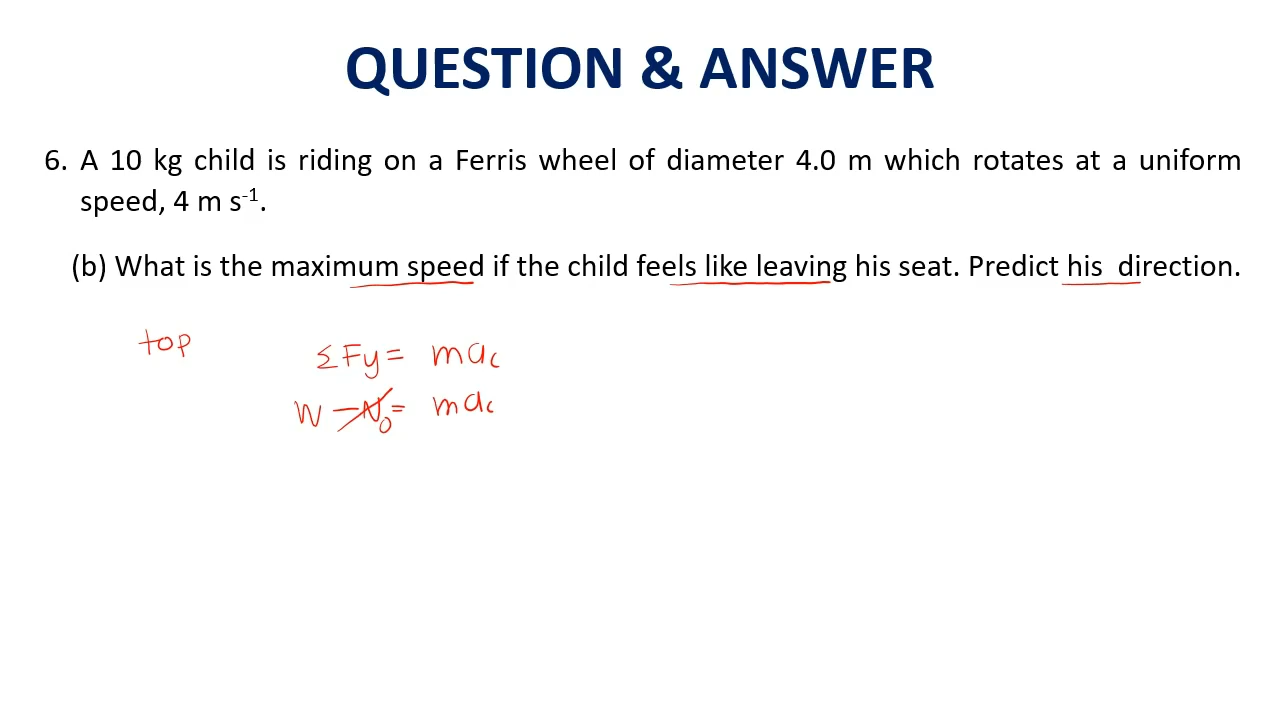 QUESTION & ANSWER
6. A 10 kg child is riding on a Ferris wheel of diameter 4.0 m which rotates at a uniform
speed, 4 m s⁻¹.
(b) What is the maximum speed if the child feels like leaving his seat. Predict his direction.
top
ΣFy = mac
W - N0 = mac